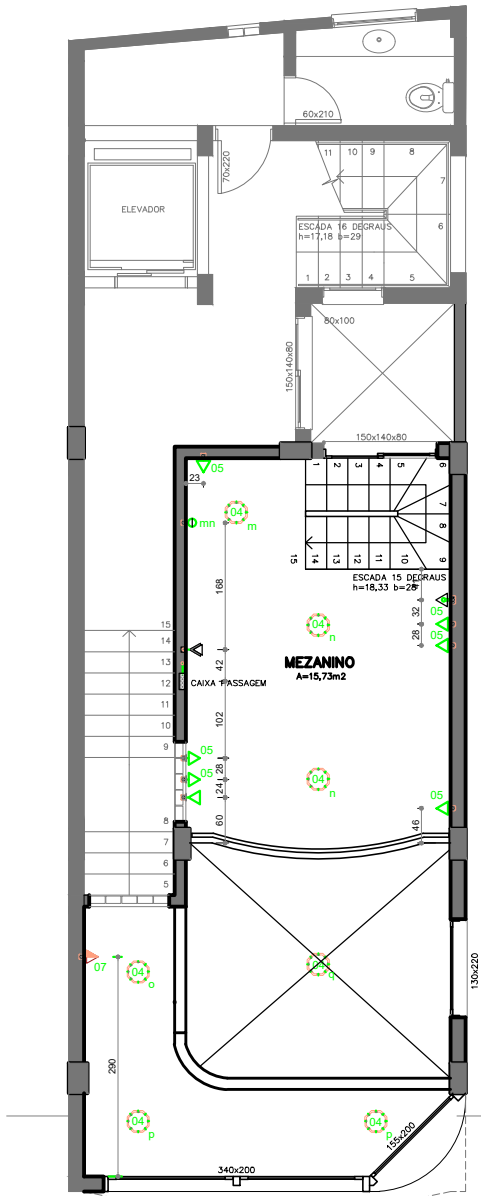 60x210
70x220
11 10 9 8
7
6
ELEVADOR
ESCADA 16 DEGRAUS
h=17,18 b=29
1 2 3 4 5
80x100
150x140x80
150x140x80
05
1 2 3 4 5 6
23
7
04
m
mn
8
15 14 13 12 11 10 9
ESCADA 15 DEGRAUS
h=18,33 b=28
168
32
05
04
n
15
28
05
14
MEZANINO
42
13
A=15,73m2
12
CAIXA PASSAGEM
11
102
10
9
05
28
05
04
n
24
05
8
60
46
7
6
5
04
q
07
04
o
130x220
290
04
p
04
p
155x200
340x200